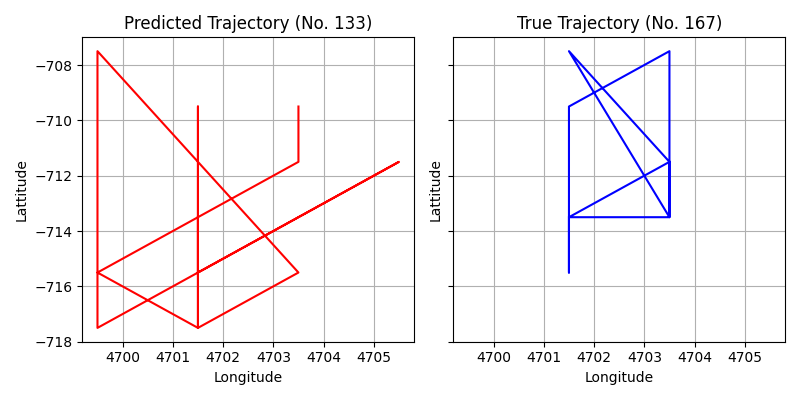 Predicted Trajectory (No. 133)
True Trajectory (No. 167)
−708
−710
−712
−714
−716
−718
Lattitude
Lattitude
4700 4701 4702 4703 4704 4705
4700 4701 4702 4703 4704 4705
Longitude
Longitude